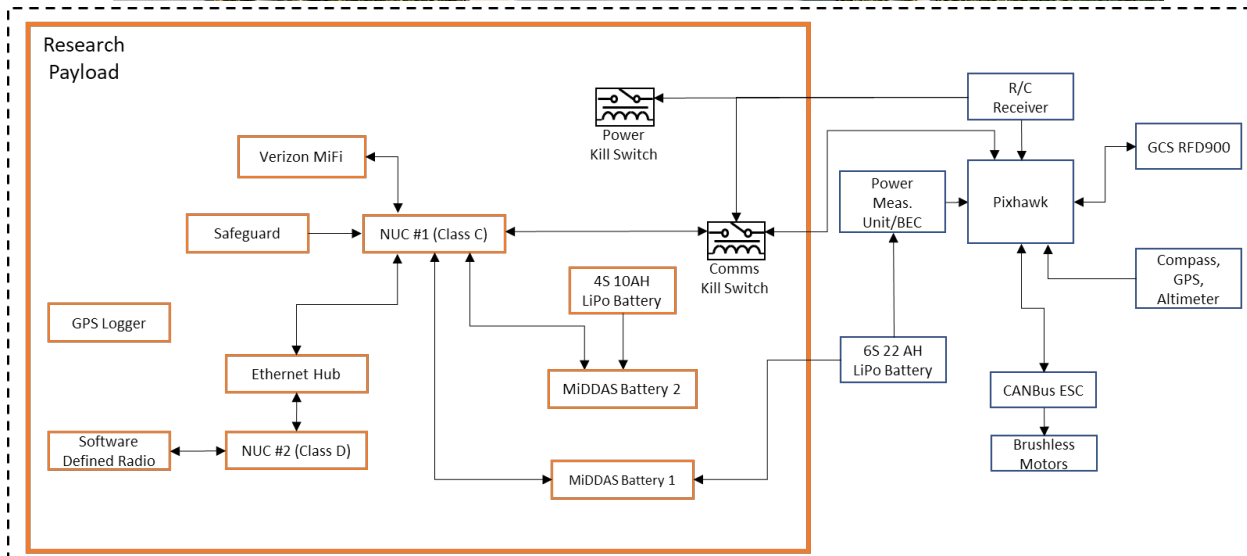 Research
Payload
Power
Kill Switch
R/C
Receiver
GCS RFD900
Verizon MiFi
Power
Meas.
Unit/BEC
Pixhawk
Safeguard
NUC #1 (Class C)
Comms
Kill Switch
Compass,
GPS,
Altimeter
4S 10AH
LiPo Battery
GPS Logger
Ethernet Hub
MiDDAS Battery 2
6S 22 AH
LiPo Battery
CANBus ESC
Software
Defined Radio
NUC #2 (Class D)
Brushless
Motors
MiDDAS Battery 1